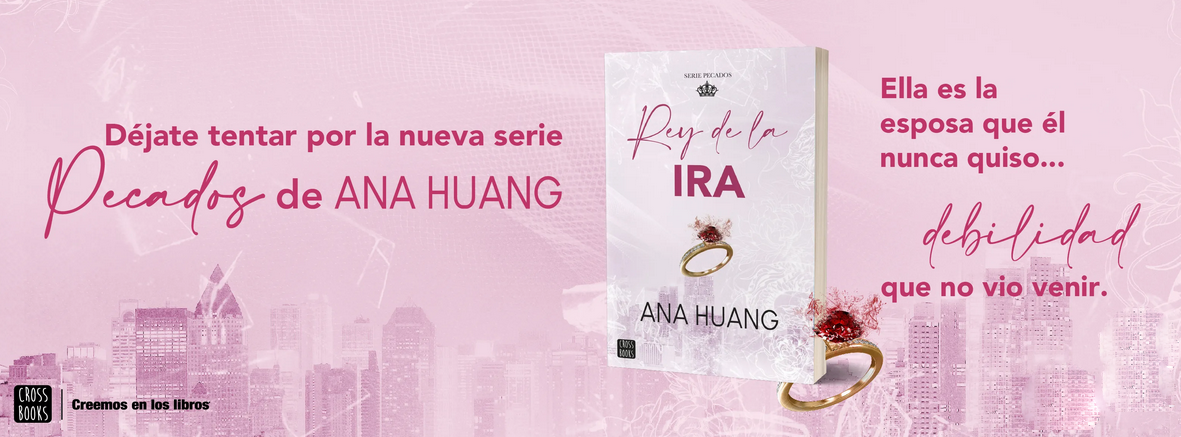 Déjate tentar por la nueva serie
Pecados de ANA HUANG
SERIE PECADOS
Rey de la
IRA
ANA HUANG
CROSS
BOOKS
Ella es la
esposa que él
nunca quiso...
debilidad
que no vio venir.
CROSS
BOOKS
Creemos en los libros